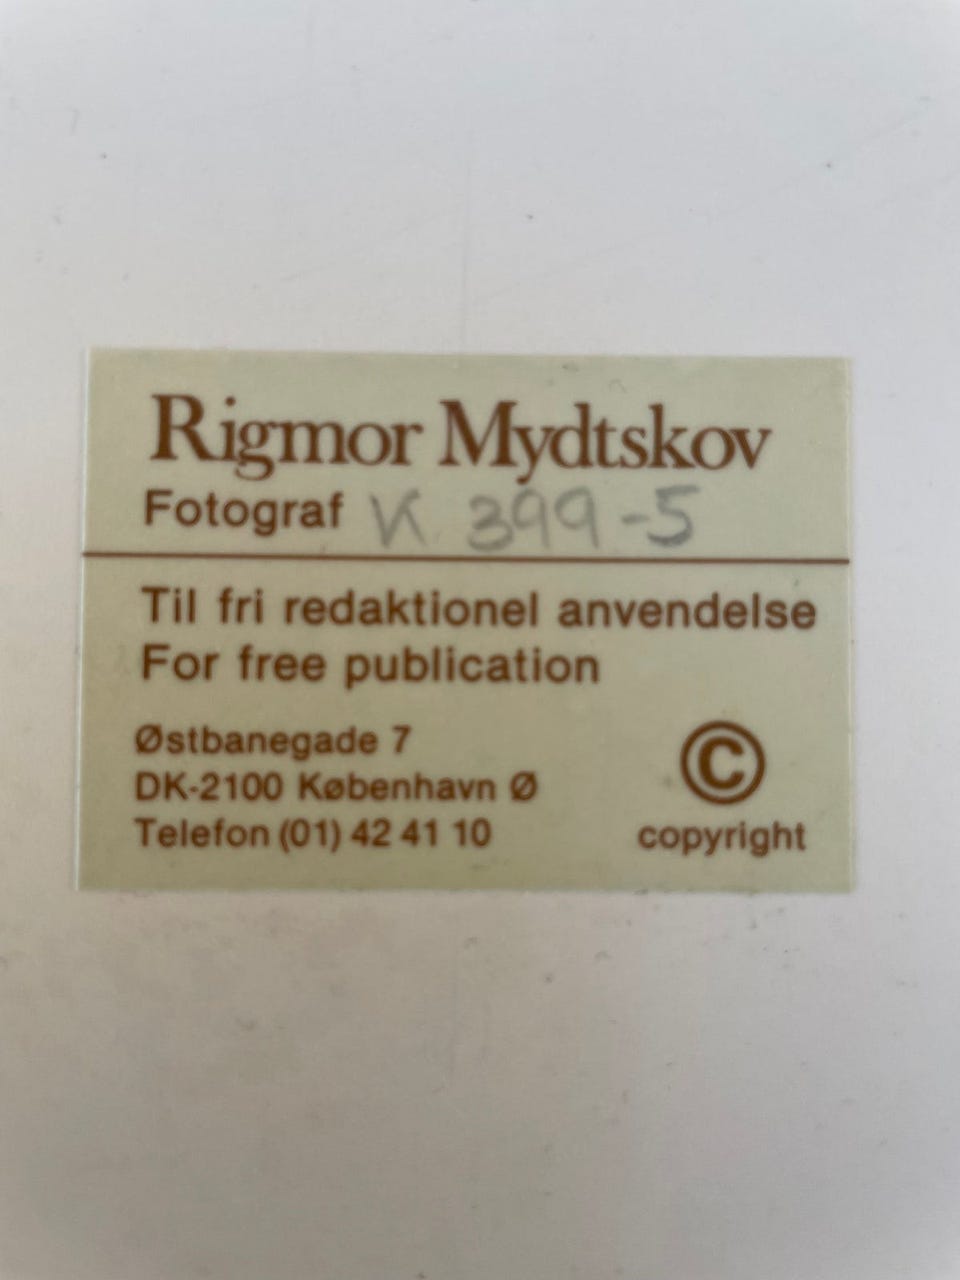 Rigmor Mydtskov
Fotograf K. 399-5
Til fri redaktionel anvendelse
For free publication
Østbanegade 7
DK-2100 København Ø
Telefon (01) 42 41 10
©
copyright